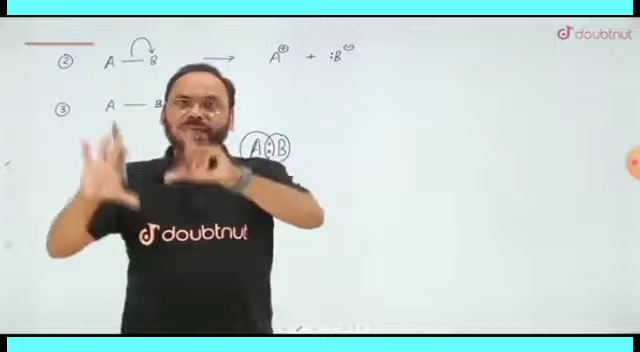 doubtnut
② A — B ⟶ A⊕ + :B⊖
③ A — B
A : B
doubtnut